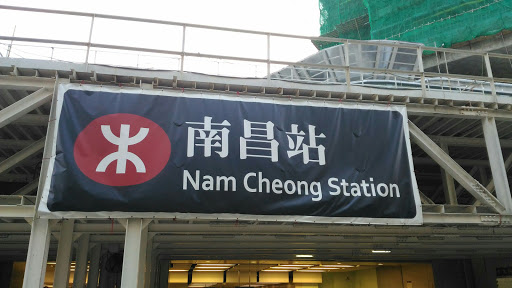 南昌站
Nam Cheong Station